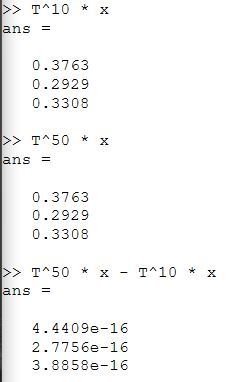 >> T^10 * x
ans =
0.3763
0.2929
0.3308
>> T^50 * x
ans =
0.3763
0.2929
0.3308
>> T^50 * x - T^10 * x
ans =
4.4409e-16
2.7756e-16
3.8858e-16